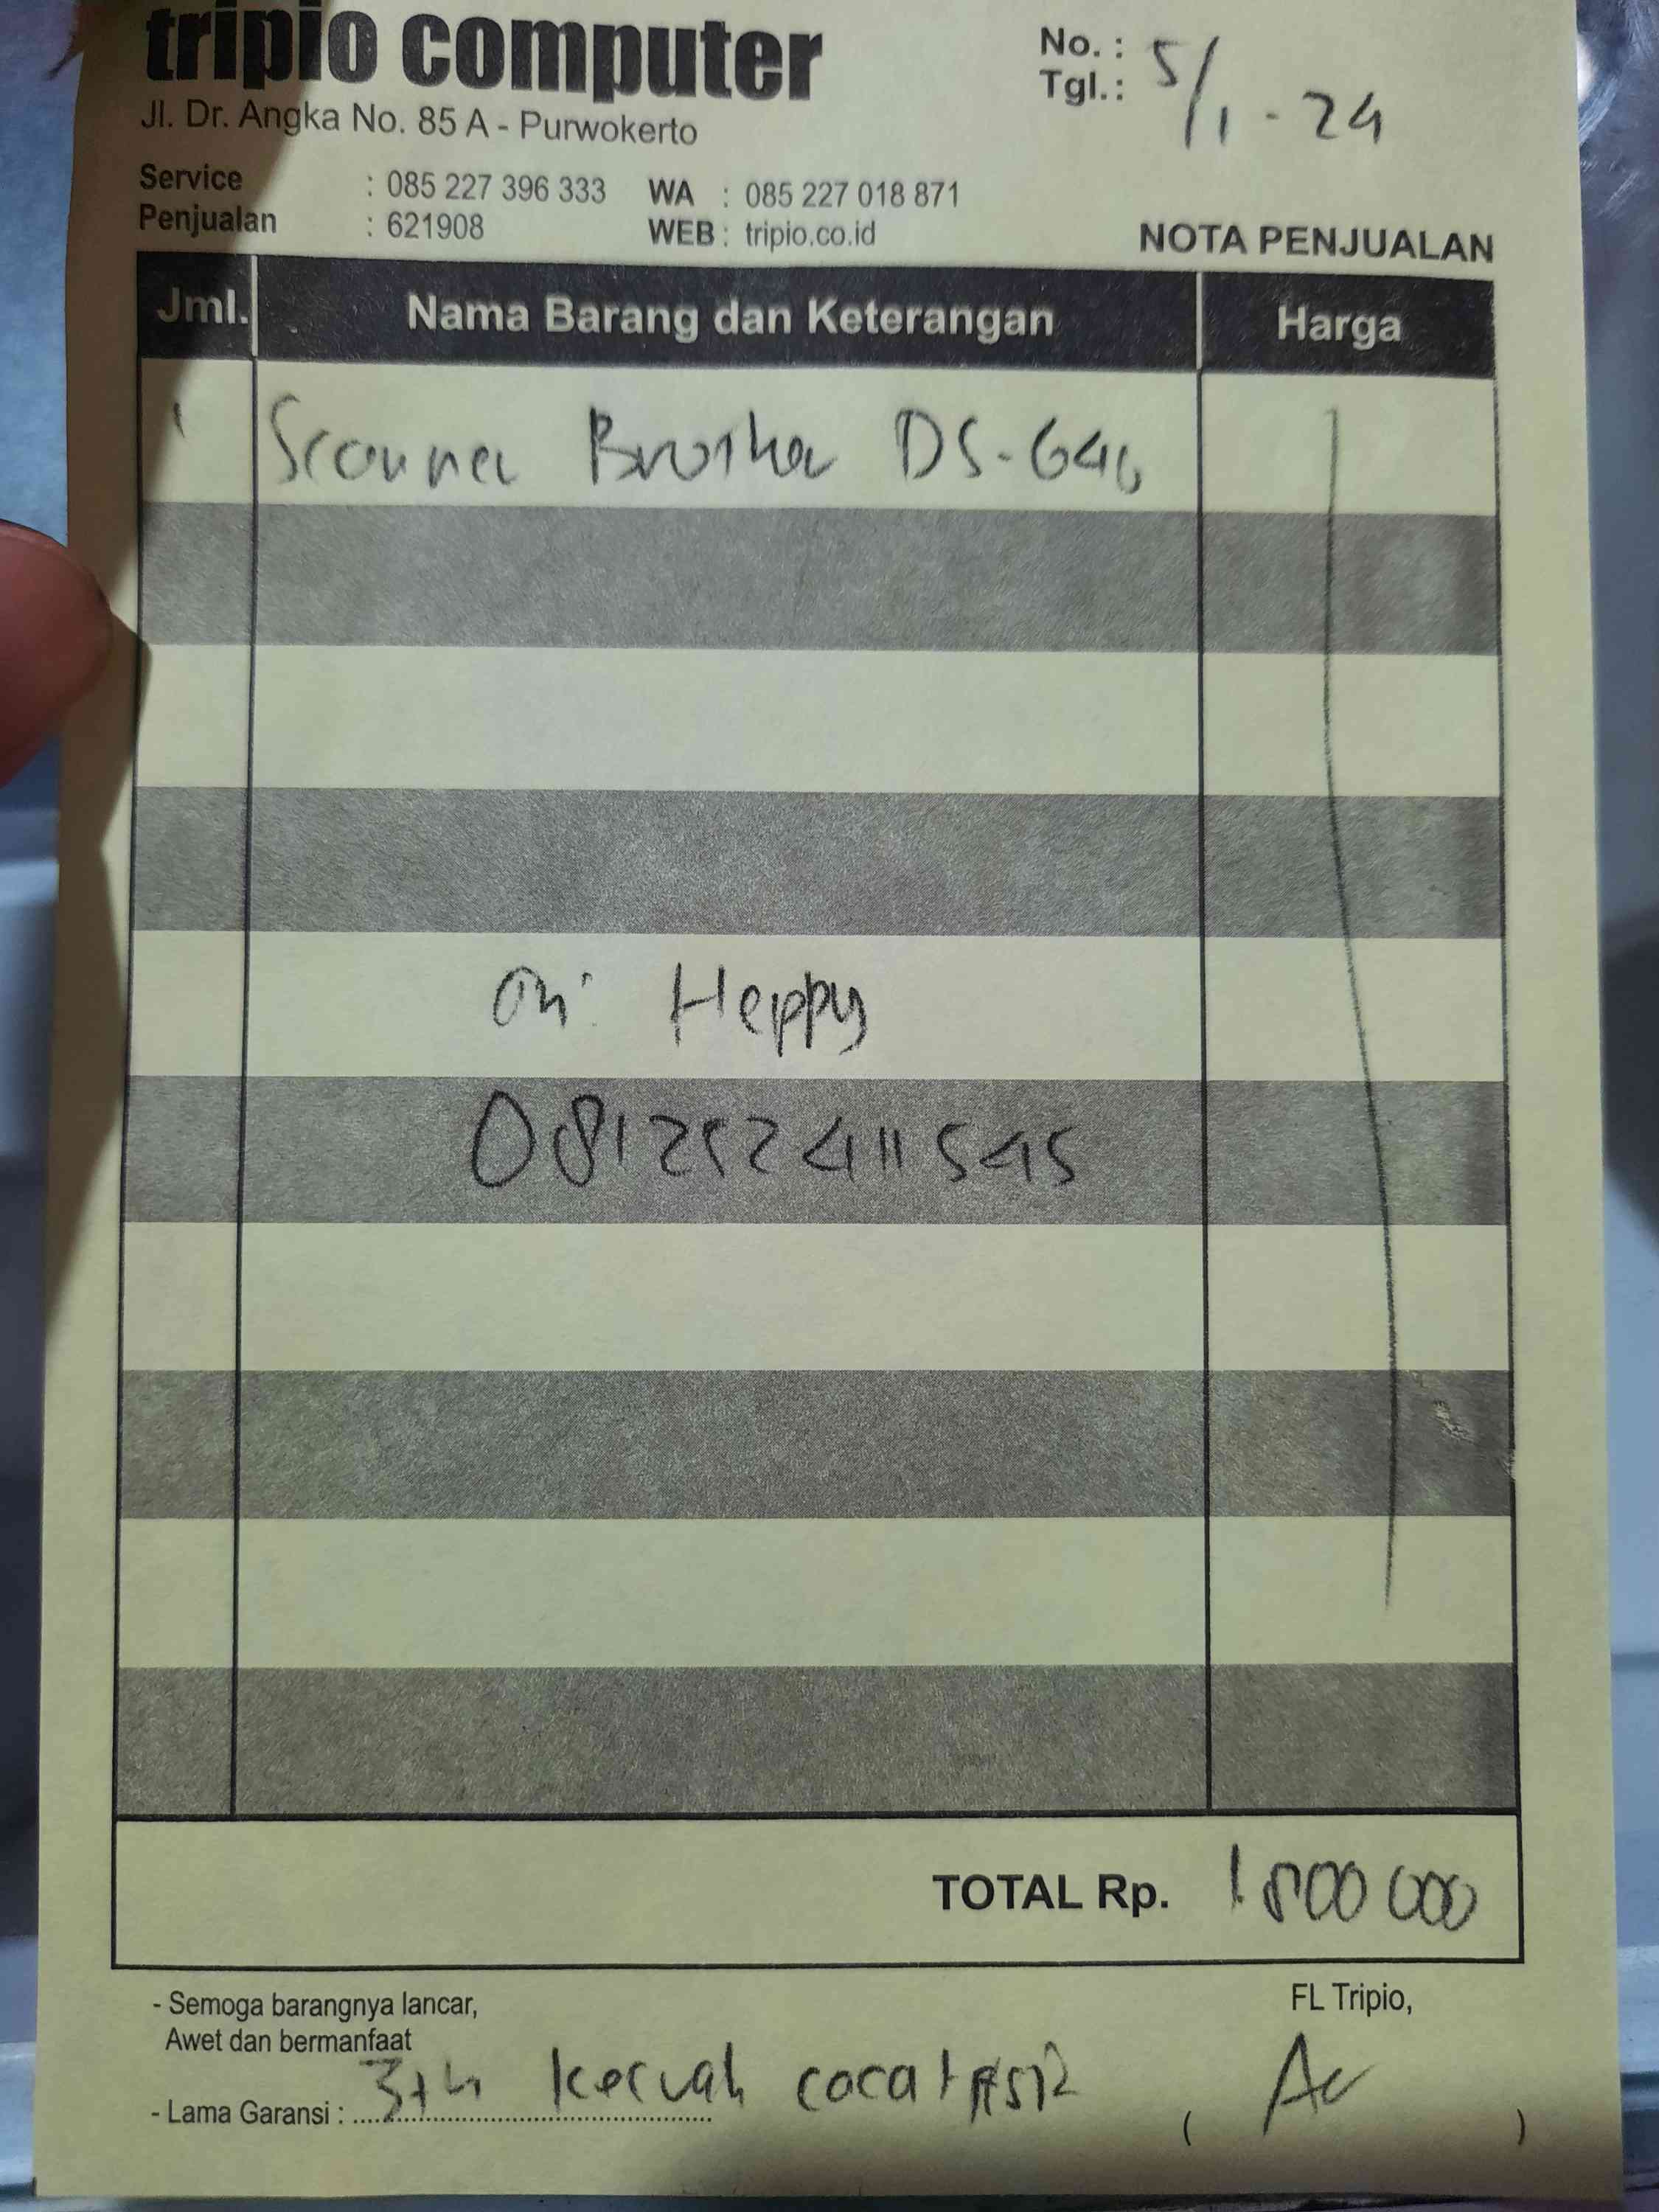 tripio computer
Jl. Dr. Angka No. 85 A - Purwokerto
No. :
Tgl.: 5/1-24
Service : 085 227 396 333 WA : 085 227 018 871
Penjualan : 621908 WEB : tripio.co.id
NOTA PENJUALAN
Jml. Nama Barang dan Keterangan Harga
1 Scanner Brother DS-640
an: Heppy
081252411545
TOTAL Rp. 1.800 000
- Semoga barangnya lancar,
Awet dan bermanfaat
FL Tripio,
- Lama Garansi : 3th kecuali cacat fisik
( )